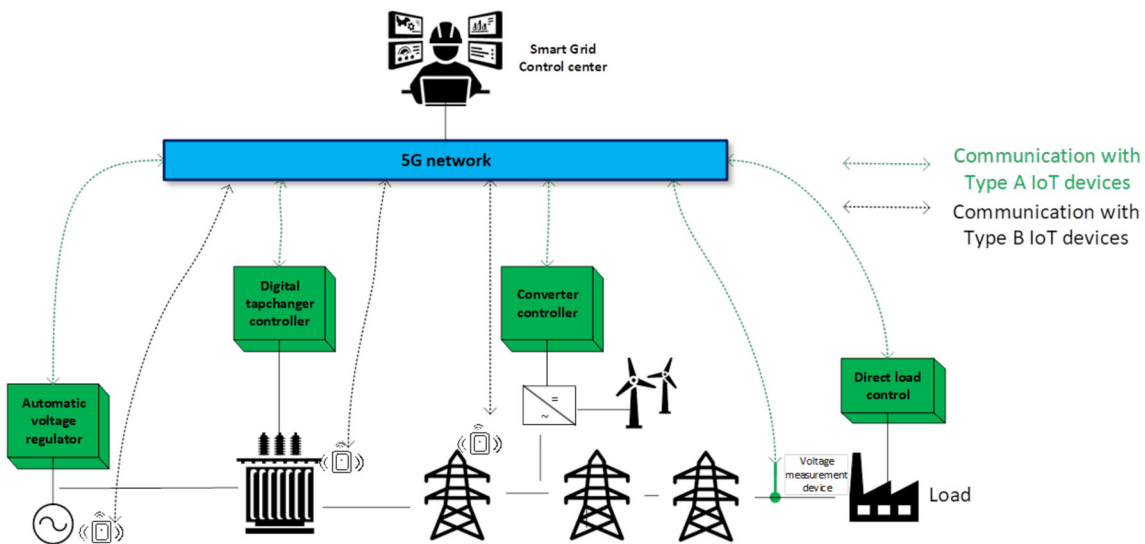 Smart Grid
Control center
5G network
Communication with
Type A IoT devices
Communication with
Type B IoT devices
Digital
tapchanger
controller
Converter
controller
Direct load
control
Automatic
voltage
regulator
=
~
Voltage
measurement
device
Load